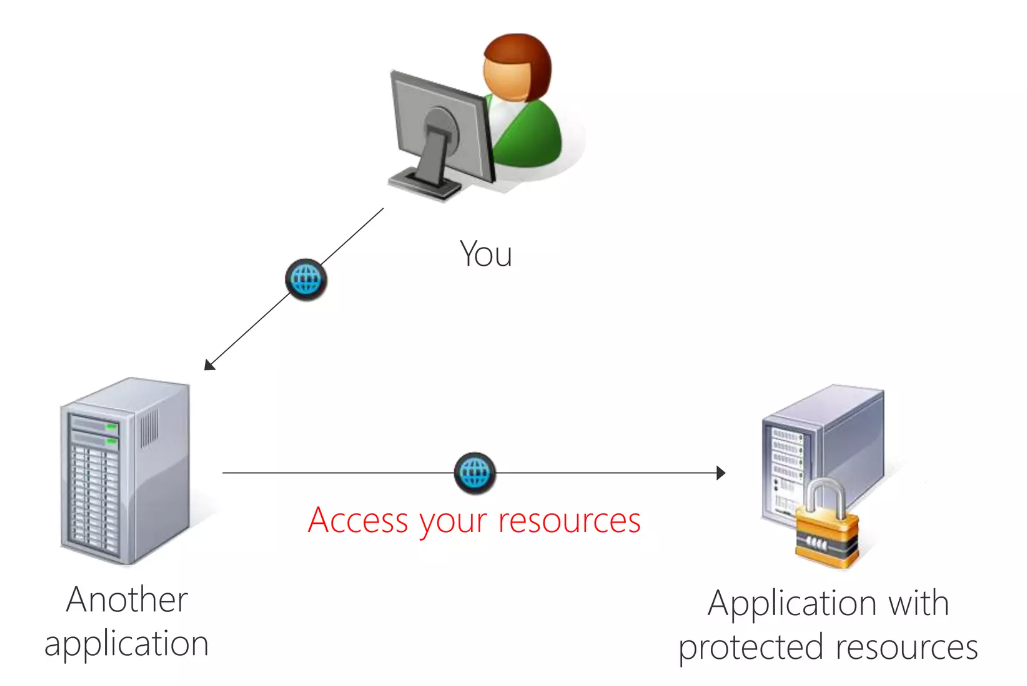 You
Access your resources
Another
application
Application with
protected resources